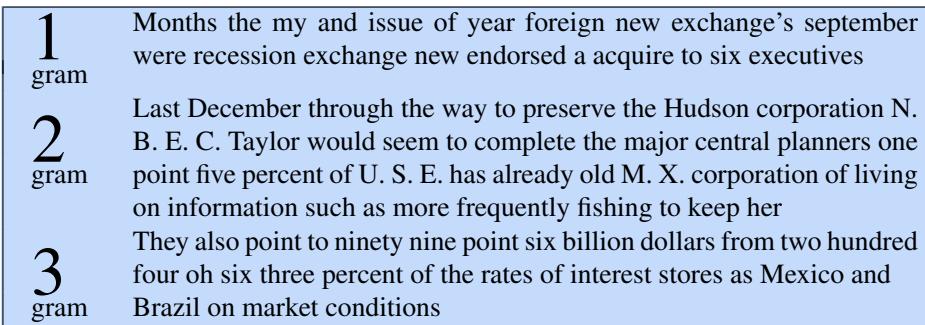 1
gram
Months the my and issue of year foreign new exchange’s september
were recession exchange new endorsed a acquire to six executives
2
gram
Last December through the way to preserve the Hudson corporation N.
B. E. C. Taylor would seem to complete the major central planners one
point five percent of U. S. E. has already old M. X. corporation of living
on information such as more frequently fishing to keep her
3
gram
They also point to ninety nine point six billion dollars from two hundred
four oh six three percent of the rates of interest stores as Mexico and
Brazil on market conditions